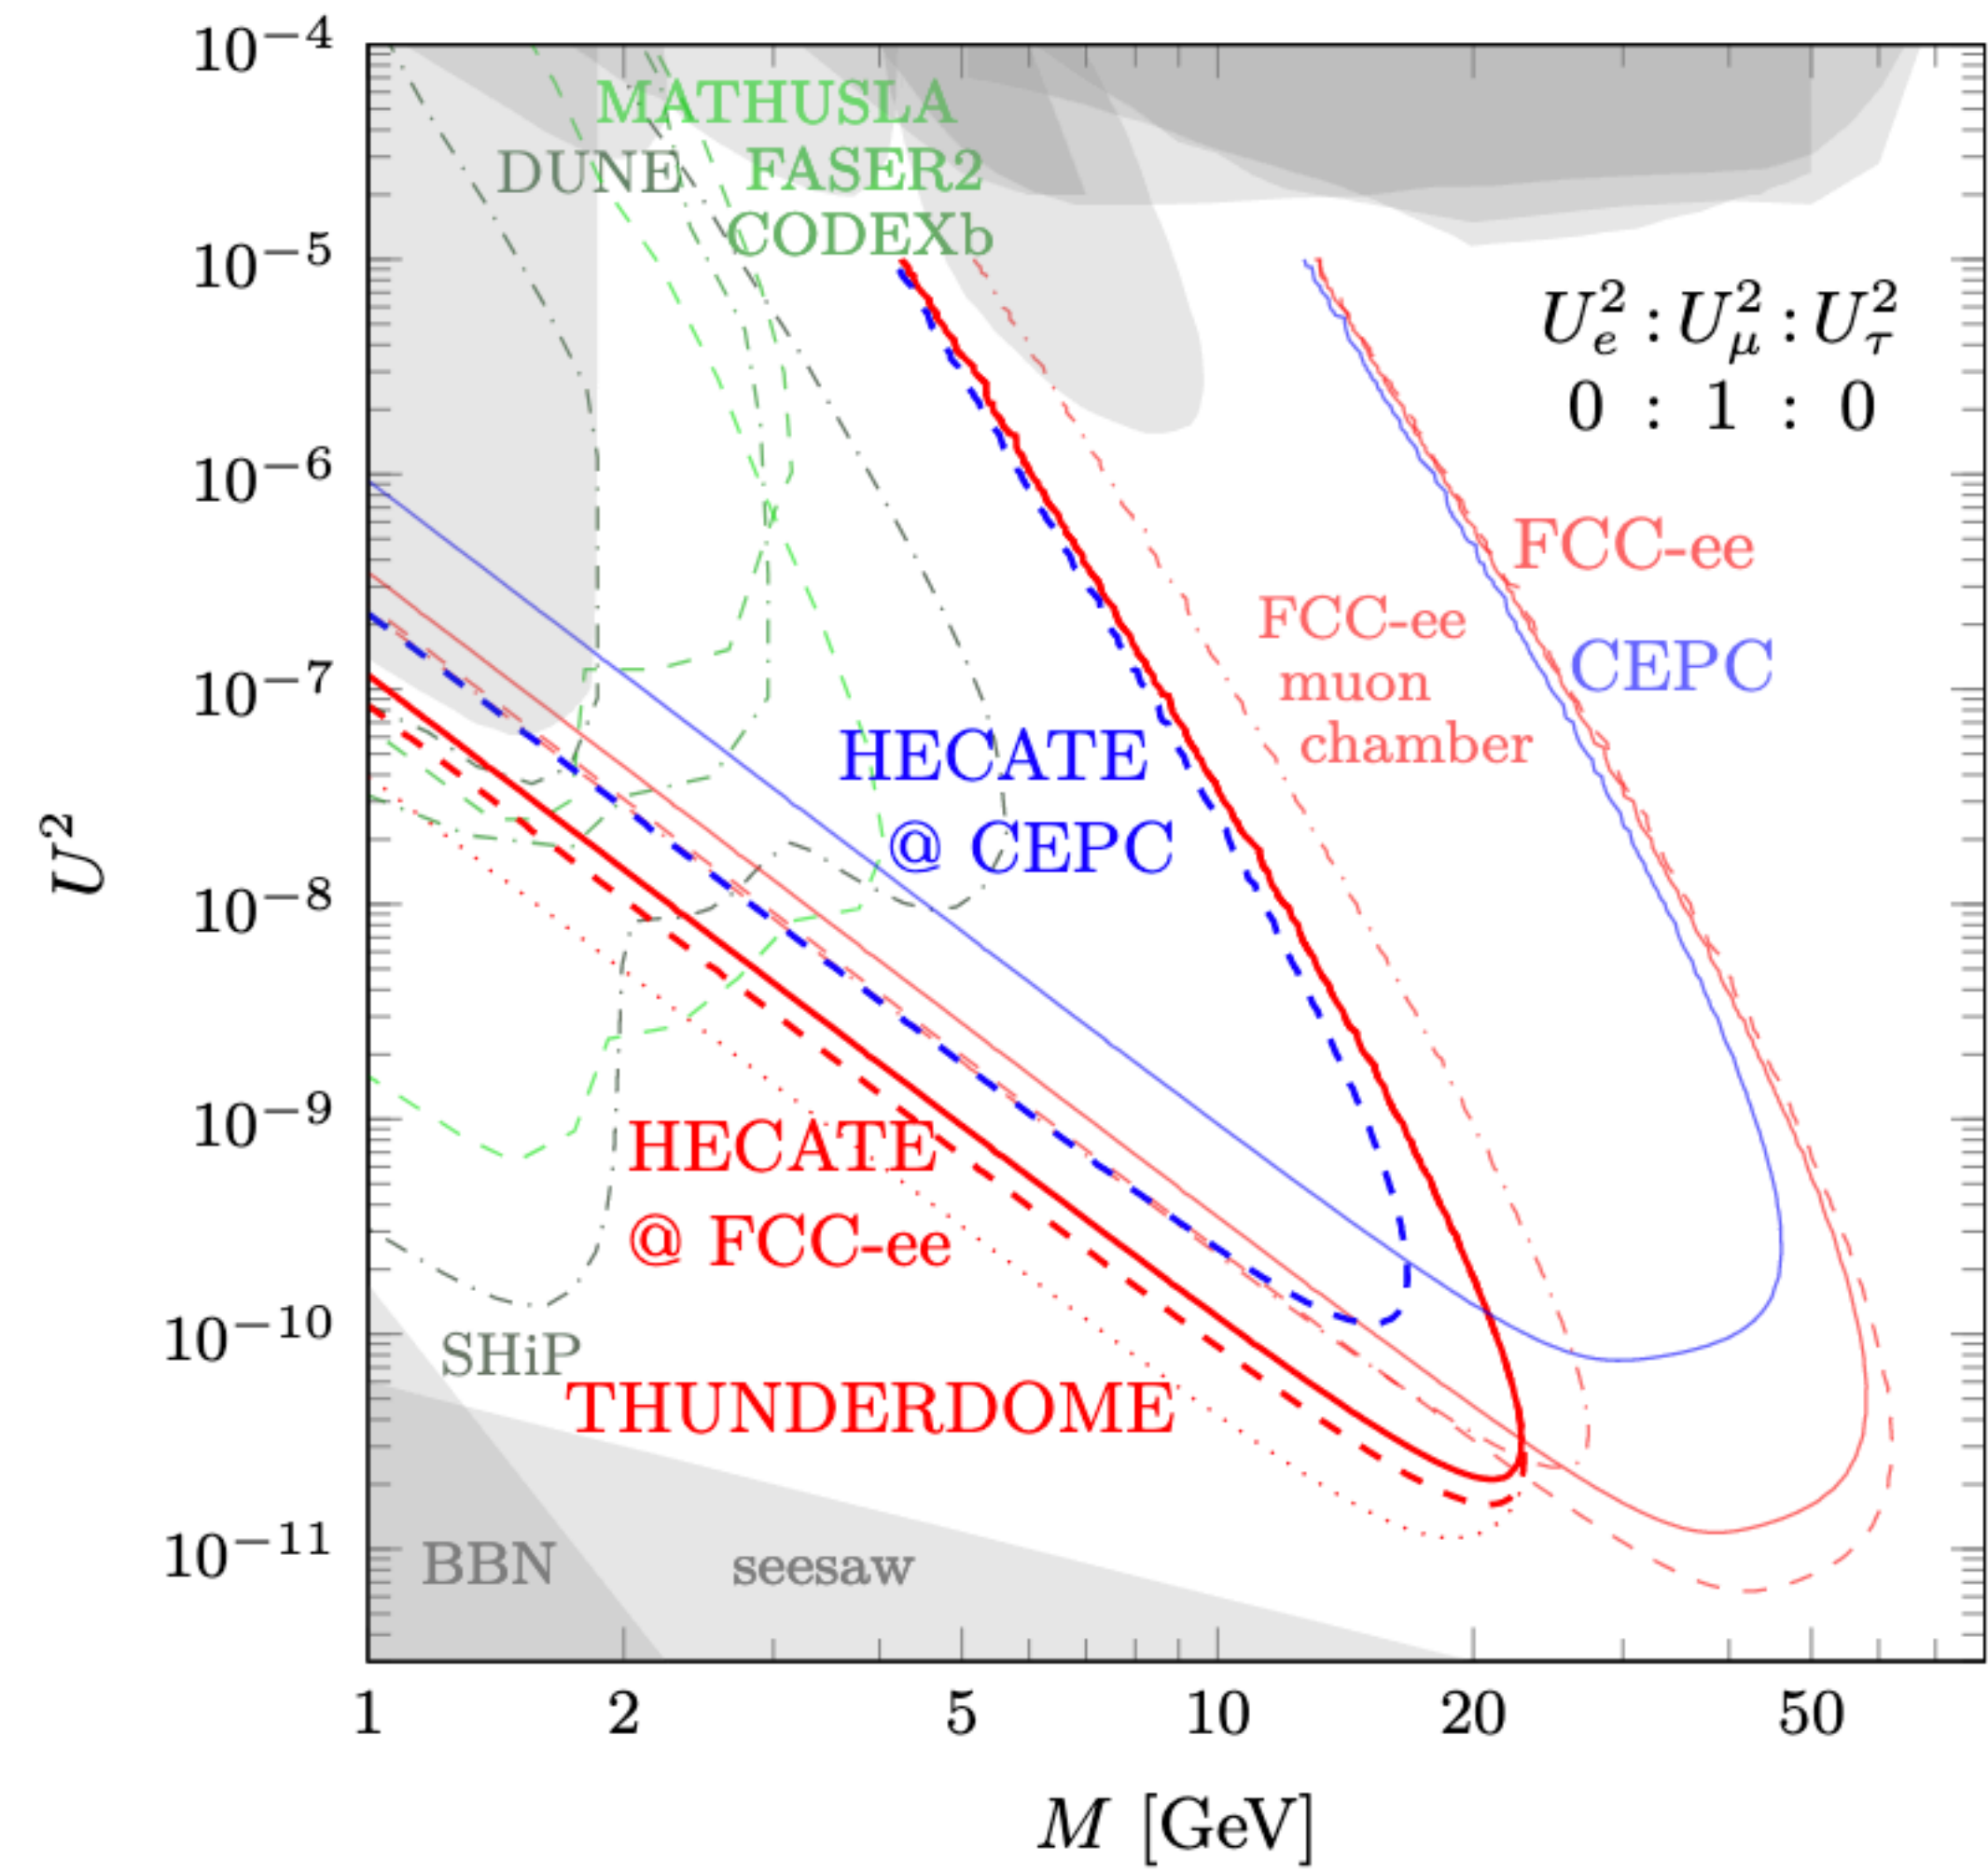 10−4
10−5
10−6
10−7
10−8
10−9
10−10
10−11
U2
MATHUSLA
DUNE FASER2
CODEXb
U2e : U2μ : U2τ
0 : 1 : 0
FCC-ee
CEPC
FCC-ee
muon
chamber
HECATE
@ CEPC
HECATE
@ FCC-ee
SHiP
THUNDERDOME
BBN seesaw
1 2 5 10 20 50
M [GeV]